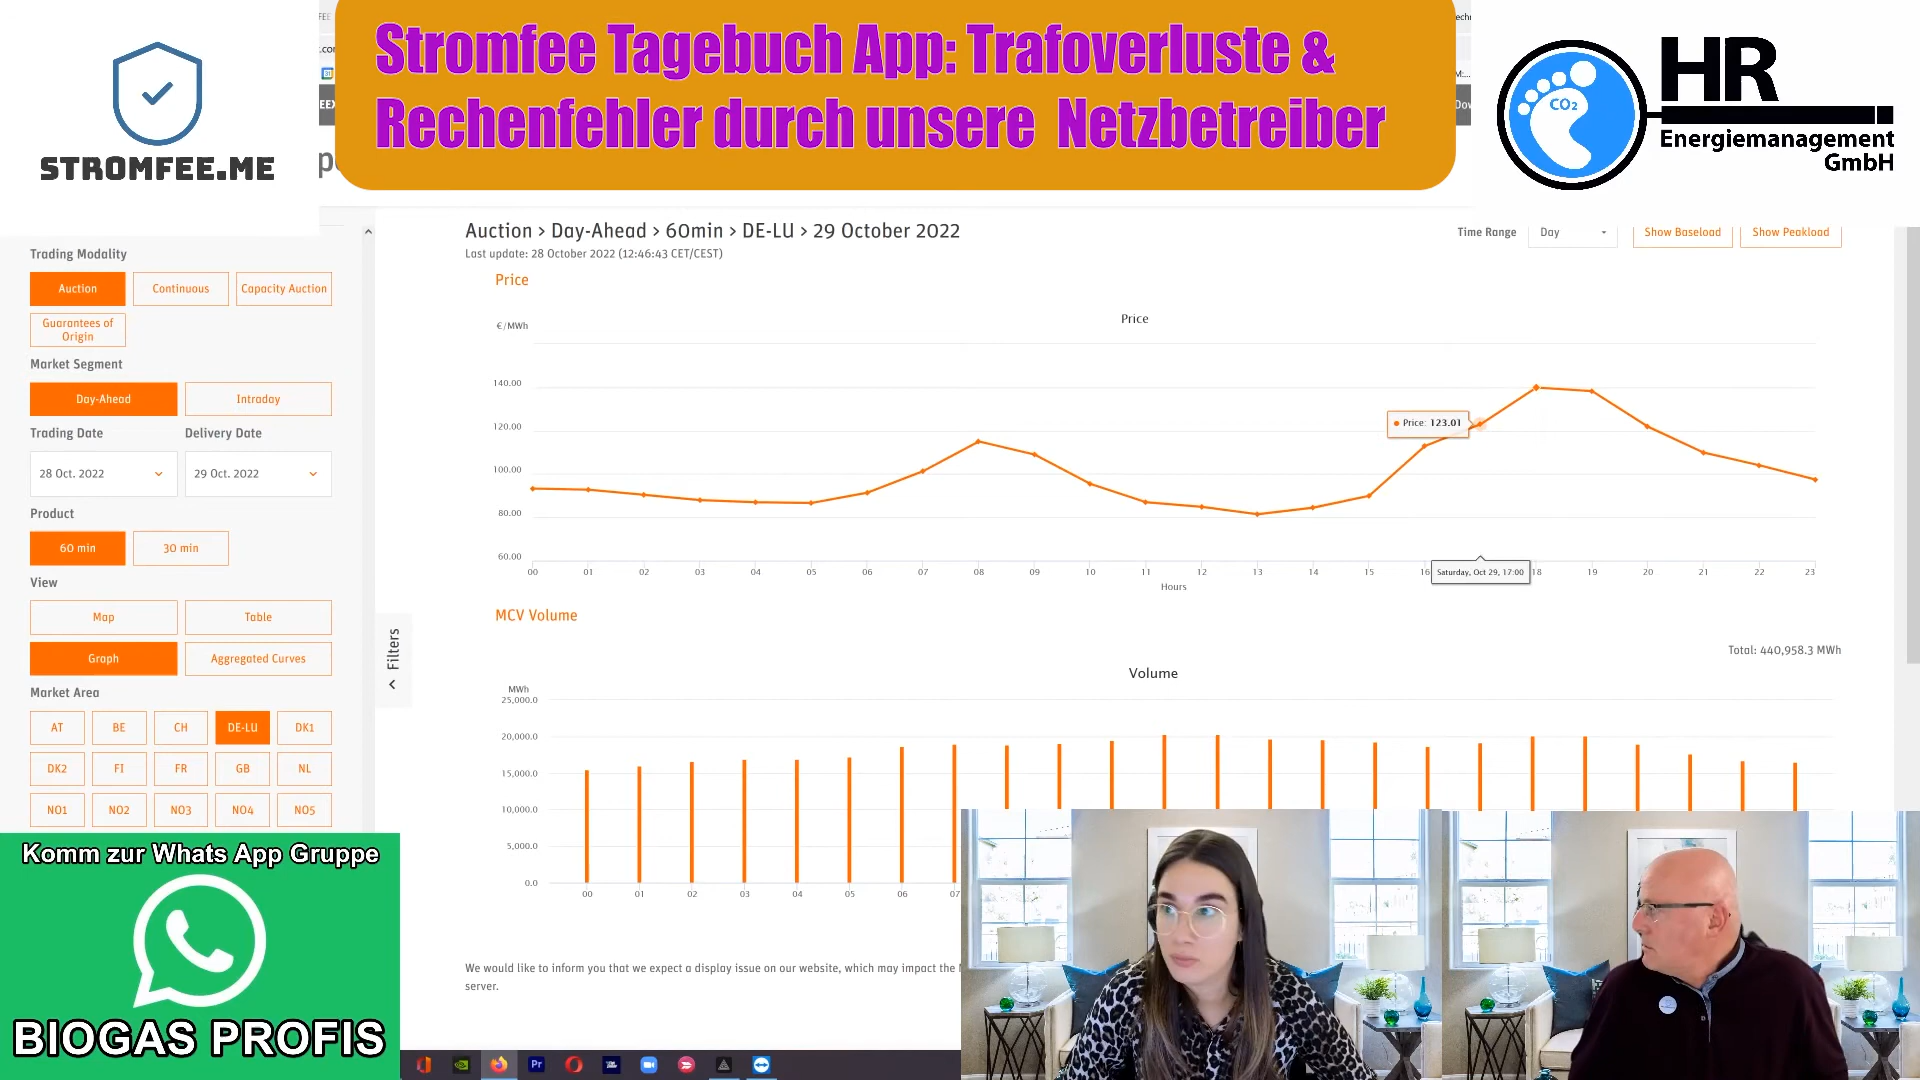 Stromfee Tagebuch App: Trafoverluste &
Rechenfehler durch unsere Netzbetreiber
STROMFEE.ME
CO₂
HR
Energiemanagement
GmbH
Trading Modality
Auction
Continuous
Capacity Auction
Guarantees of
Origin
Market Segment
Day-Ahead
Intraday
Trading Date
Delivery Date
28 Oct. 2022
29 Oct. 2022
Product
60 min
30 min
View
Map
Table
Graph
Aggregated Curves
Market Area
AT
BE
CH
DE-LU
DK1
DK2
FI
FR
GB
NL
NO1
NO2
NO3
NO4
NO5
Filters
Auction > Day-Ahead > 60min > DE-LU > 29 October 2022
Last update: 28 October 2022 (12:46:43 CET/CEST)
Time Range
Day
Show Baseload
Show Peakload
Price
Price
€/MWh
140.00
120.00
100.00
80.00
60.00
Price: 123.01
00 01 02 03 04 05 06 07 08 09 10 11 12 13 14 15 16 18 19 20 21 22 23
Saturday, Oct 29, 17:00
Hours
MCV Volume
Total: 440,958.3 MWh
Volume
MWh
25,000.0
20,000.0
15,000.0
10,000.0
5,000.0
0.0
00 01 02 03 04 05 06 07
We would like to inform you that we expect a display issue on our website, which may impact the
server.
Komm zur Whats App Gruppe
BIOGAS PROFIS
Pr